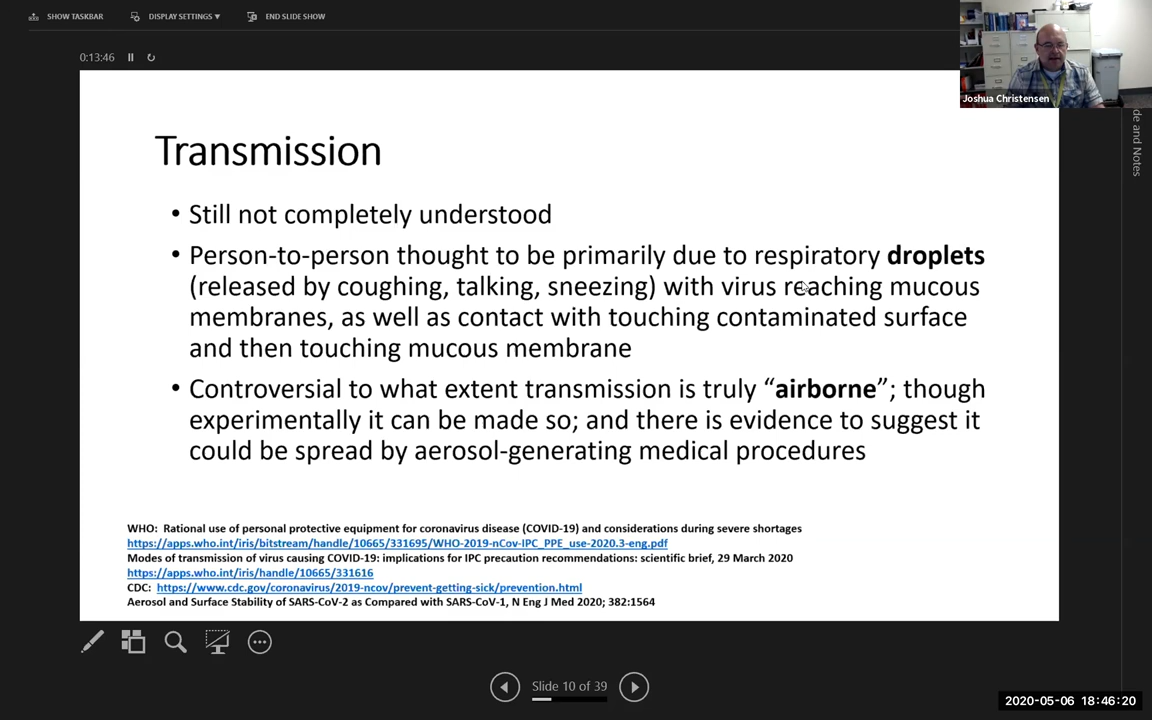 SHOW TASKBAR
DISPLAY SETTINGS ▾
END SLIDE SHOW
0:13:46
Joshua Christensen
de and Notes
Transmission
• Still not completely understood
• Person-to-person thought to be primarily due to respiratory droplets
(released by coughing, talking, sneezing) with virus reaching mucous
membranes, as well as contact with touching contaminated surface
and then touching mucous membrane
• Controversial to what extent transmission is truly “airborne”; though
experimentally it can be made so; and there is evidence to suggest it
could be spread by aerosol-generating medical procedures
WHO: Rational use of personal protective equipment for coronavirus disease (COVID-19) and considerations during severe shortages
https://apps.who.int/iris/bitstream/handle/10665/331695/WHO-2019-nCov-IPC_PPE_use-2020.3-eng.pdf
Modes of transmission of virus causing COVID-19: implications for IPC precaution recommendations: scientific brief, 29 March 2020
https://apps.who.int/iris/handle/10665/331616
CDC: https://www.cdc.gov/coronavirus/2019-ncov/prevent-getting-sick/prevention.html
Aerosol and Surface Stability of SARS-CoV-2 as Compared with SARS-CoV-1, N Eng J Med 2020; 382:1564
Slide 10 of 39
2020-05-06 18:46:20